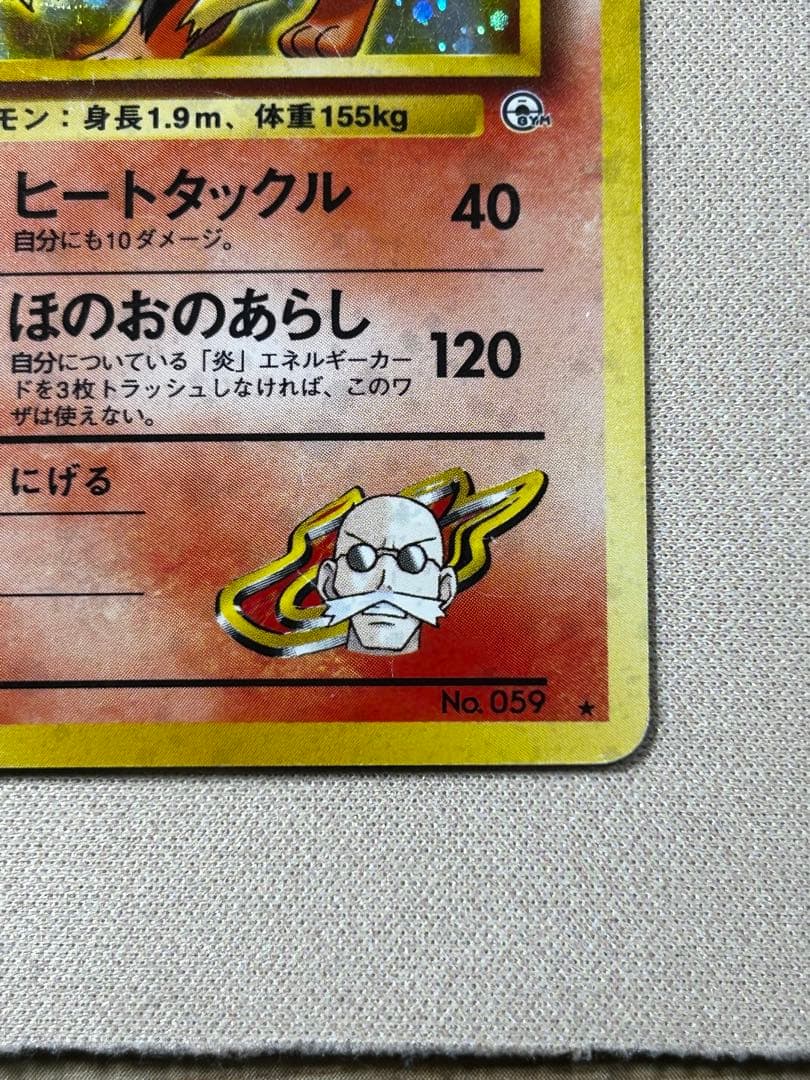 モン：身長1.9m、体重155kg
GYM
ヒートタックル 40
自分にも10ダメージ。
ほのおのあらし 120
自分についている「炎」エネルギーカー
ドを3枚トラッシュしなければ、このワ
ザは使えない。
にげる
No. 059 ★